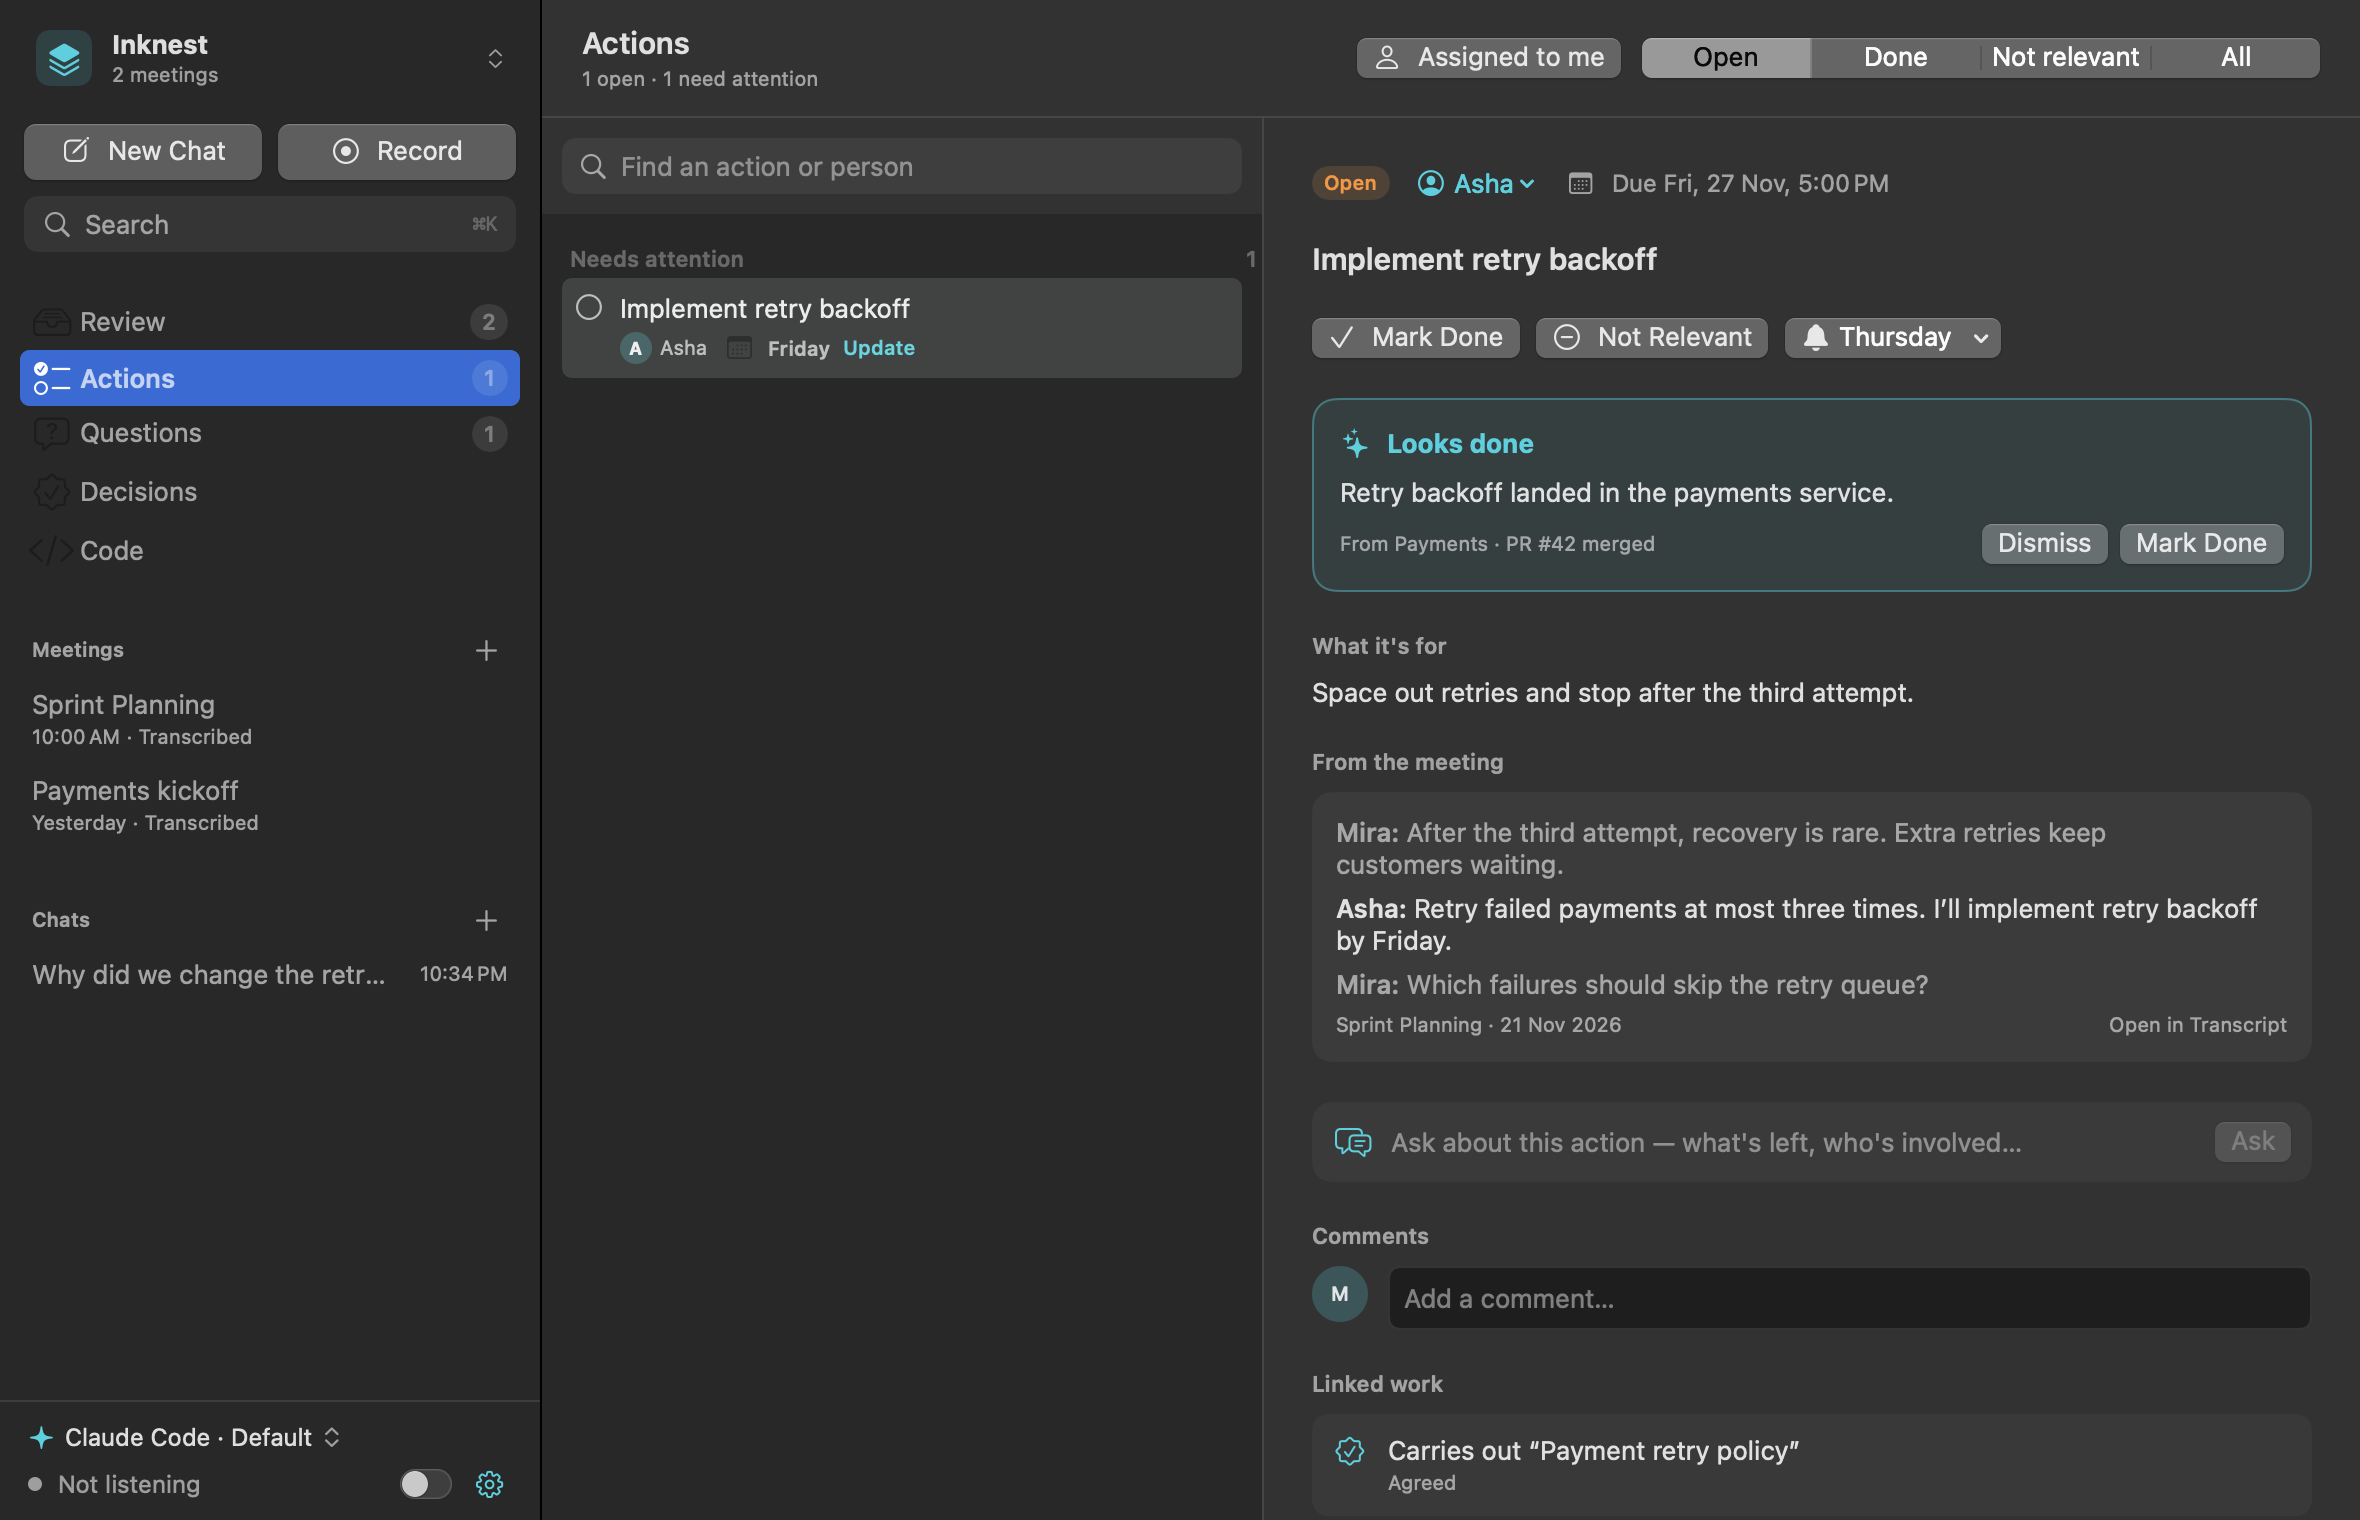 Inknest
2 meetings
New Chat
Record
Search
⌘K
Review
2
Actions
1
Questions
1
Decisions
Code
Meetings
Sprint Planning
10:00 AM · Transcribed
Payments kickoff
Yesterday · Transcribed
Chats
Why did we change the retr...
10:34 PM
Claude Code · Default
Not listening
Actions
1 open · 1 need attention
Assigned to me
Open
Done
Not relevant
All
Find an action or person
Needs attention
1
Implement retry backoff
A
Asha
Friday
Update
Open
Asha
Due Fri, 27 Nov, 5:00 PM
Implement retry backoff
Mark Done
Not Relevant
Thursday
Looks done
Retry backoff landed in the payments service.
From Payments · PR #42 merged
Dismiss
Mark Done
What it's for
Space out retries and stop after the third attempt.
From the meeting
Mira: After the third attempt, recovery is rare. Extra retries keep
customers waiting.
Asha: Retry failed payments at most three times. I’ll implement retry backoff
by Friday.
Mira: Which failures should skip the retry queue?
Sprint Planning · 21 Nov 2026
Open in Transcript
Ask about this action — what's left, who's involved...
Ask
Comments
M
Add a comment...
Linked work
Carries out “Payment retry policy”
Agreed